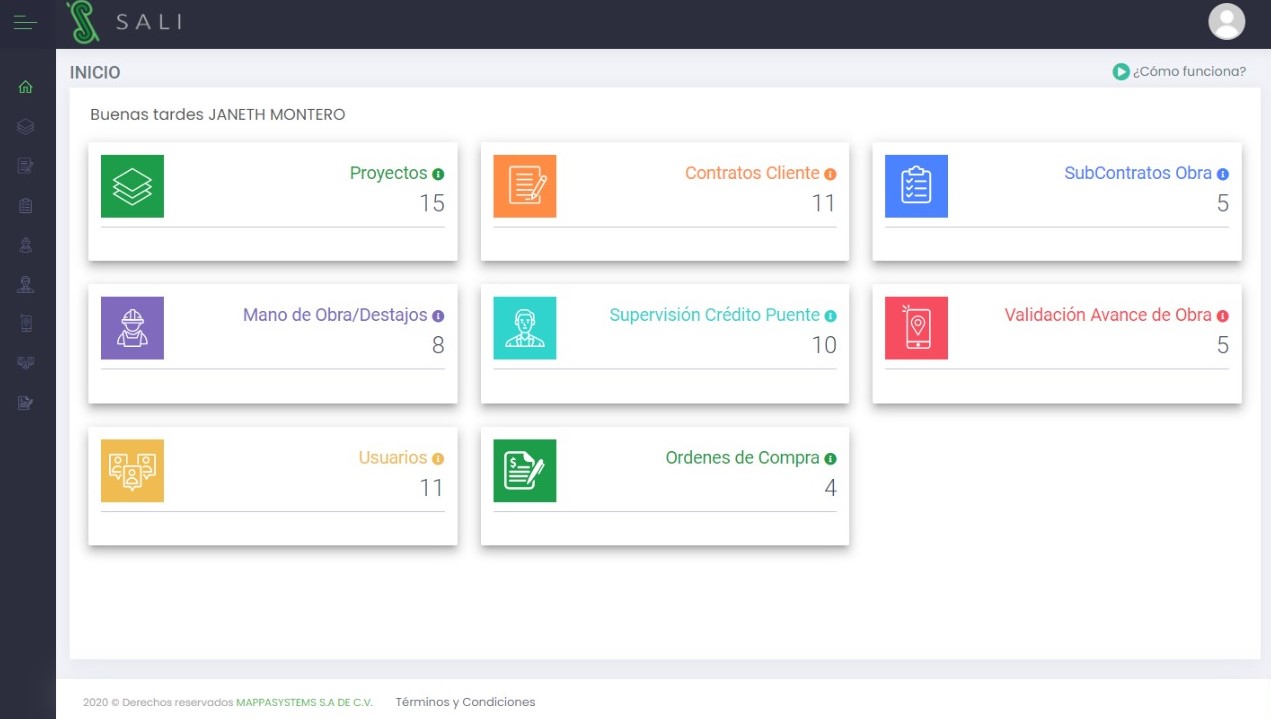 SALI
INICIO
¿Cómo funciona?
Buenas tardes JANETH MONTERO
Proyectos
15
Contratos Cliente
11
SubContratos Obra
5
Mano de Obra/Destajos
8
Supervisión Crédito Puente
10
Validación Avance de Obra
5
Usuarios
11
Ordenes de Compra
4
2020 © Derechos reservados MAPPASYSTEMS S.A DE C.V. Términos y Condiciones